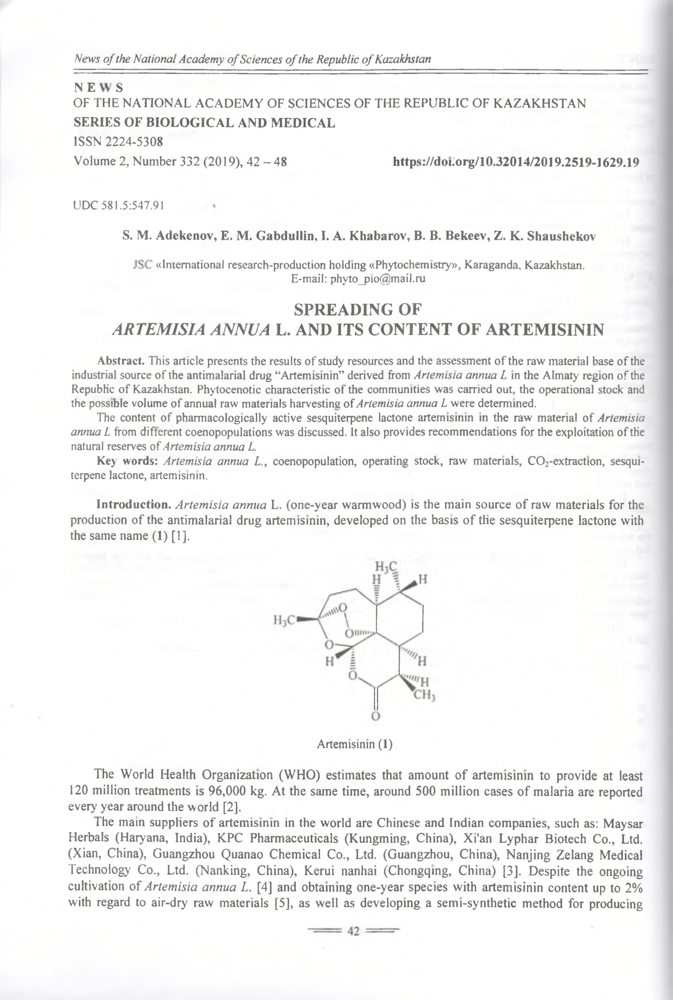 News of the National Academy of Sciences of the Republic of Kazakhstan
N E W S
OF THE NATIONAL ACADEMY OF SCIENCES OF THE REPUBLIC OF KAZAKHSTAN
SERIES OF BIOLOGICAL AND MEDICAL
ISSN 2224-5308
Volume 2, Number 332 (2019), 42 – 48 https://doi.org/10.32014/2019.2519-1629.19
UDC 581.5:547.91
S. M. Adekenov, E. M. Gabdullin, I. A. Khabarov, B. B. Bekeev, Z. K. Shaushekov
JSC «International research-production holding «Phytochemistry», Karaganda, Kazakhstan.
E-mail: phyto_pio@mail.ru
SPREADING OF
ARTEMISIA ANNUA L. AND ITS CONTENT OF ARTEMISININ
Abstract. This article presents the results of study resources and the assessment of the raw material base of the
industrial source of the antimalarial drug “Artemisinin” derived from Artemisia annua L in the Almaty region of the
Republic of Kazakhstan. Phytocenotic characteristic of the communities was carried out, the operational stock and
the possible volume of annual raw materials harvesting of Artemisia annua L were determined.
The content of pharmacologically active sesquiterpene lactone artemisinin in the raw material of Artemisia
annua L from different coenopopulations was discussed. It also provides recommendations for the exploitation of the
natural reserves of Artemisia annua L.
Key words: Artemisia annua L., coenopopulation, operating stock, raw materials, CO₂-extraction, sesqui-
terpene lactone, artemisinin.
Introduction. Artemisia annua L. (one-year warmwood) is the main source of raw materials for the
production of the antimalarial drug artemisinin, developed on the basis of the sesquiterpene lactone with
the same name (1) [1].
H₃C
H H
O
H₃C
O
O
H H
O H
CH₃
O
Artemisinin (1)
The World Health Organization (WHO) estimates that amount of artemisinin to provide at least
120 million treatments is 96,000 kg. At the same time, around 500 million cases of malaria are reported
every year around the world [2].
The main suppliers of artemisinin in the world are Chinese and Indian companies, such as: Maysar
Herbals (Haryana, India), KPC Pharmaceuticals (Kungming, China), Xi'an Lyphar Biotech Co., Ltd.
(Xian, China), Guangzhou Quanao Chemical Co., Ltd. (Guangzhou, China), Nanjing Zelang Medical
Technology Co., Ltd. (Nanking, China), Kerui nanhai (Chongqing, China) [3]. Despite the ongoing
cultivation of Artemisia annua L. [4] and obtaining one-year species with artemisinin content up to 2%
with regard to air-dry raw materials [5], as well as developing a semi-synthetic method for producing
42